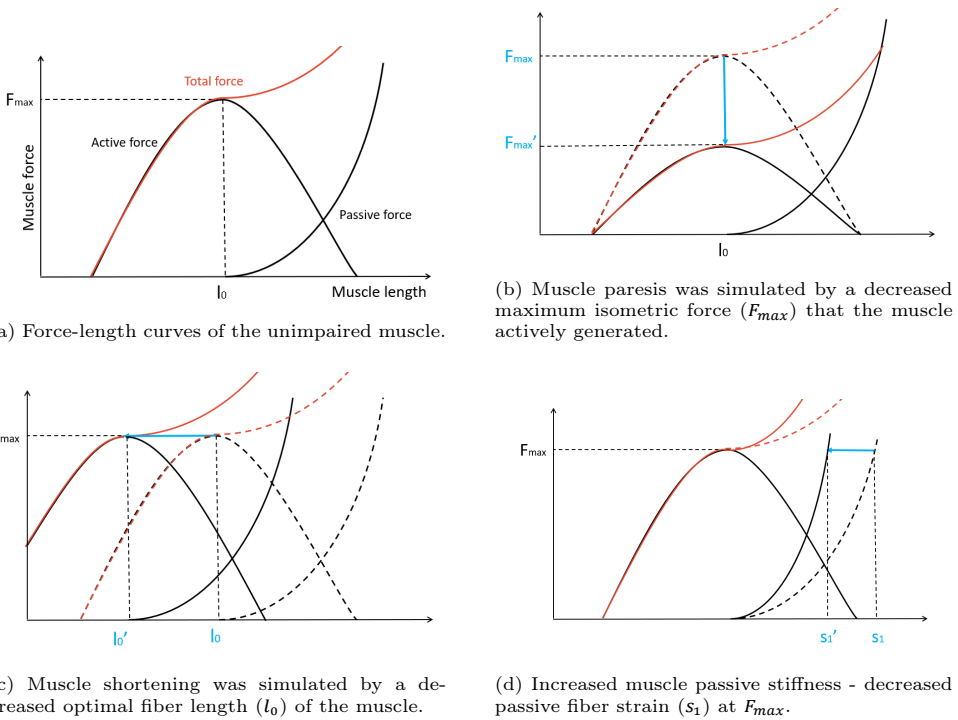 Total force
Fmax
Active force
Muscle force
Passive force
l0
Muscle length
a) Force-length curves of the unimpaired muscle.
Fmax
Fmax'
l0
(b) Muscle paresis was simulated by a decreased
maximum isometric force (Fmax) that the muscle
actively generated.
max
l0'
l0
c) Muscle shortening was simulated by a de-
reased optimal fiber length (l0) of the muscle.
Fmax
s1'
s1
(d) Increased muscle passive stiffness - decreased
passive fiber strain (s1) at Fmax.